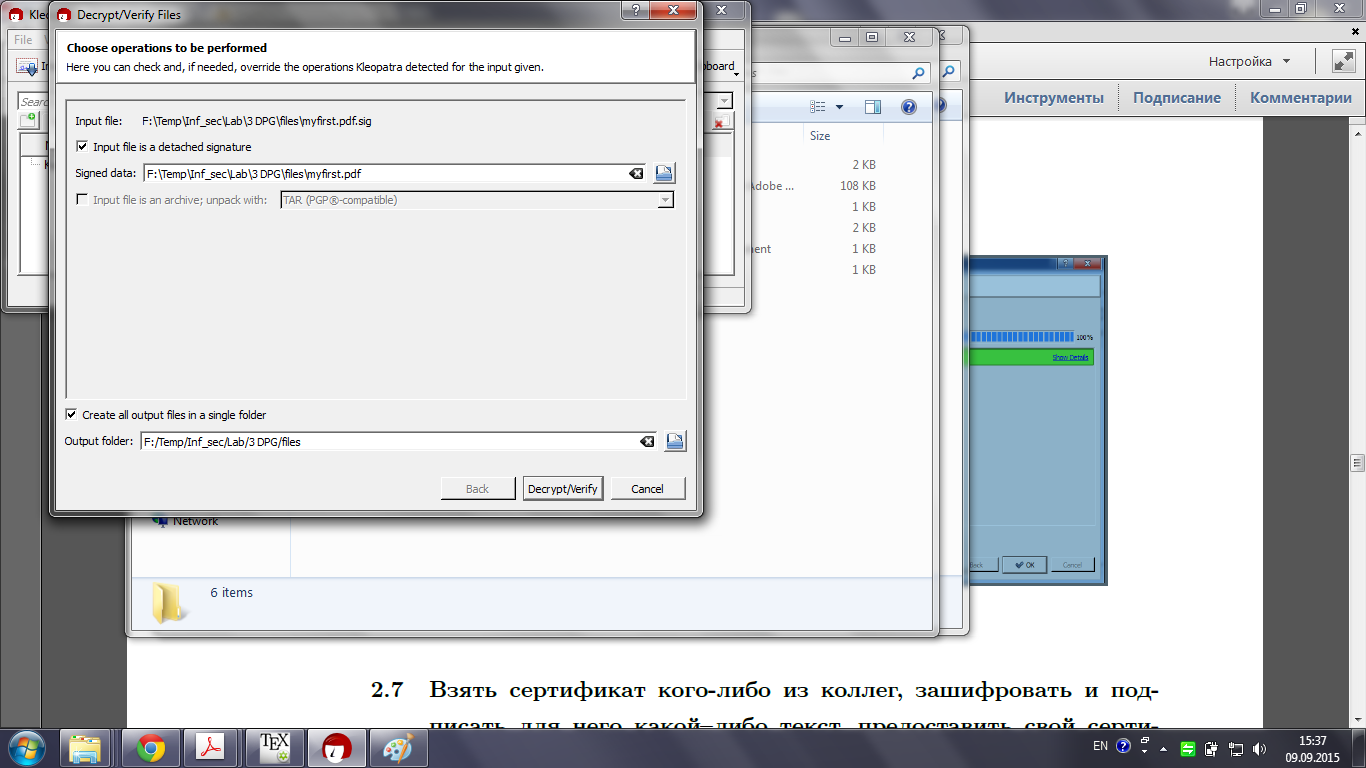 Decrypt/Verify Files
Choose operations to be performed
Here you can check and, if needed, override the operations Kleopatra detected for the input given.
Input file: F:\Temp\Inf_sec\Lab\3 DPG\files\myfirst.pdf.sig
Input file is a detached signature
Signed data: F:\Temp\Inf_sec\Lab\3 DPG\files\myfirst.pdf
Input file is an archive; unpack with: TAR (PGP®-compatible)
Create all output files in a single folder
Output folder: F:/Temp/Inf_sec/Lab/3 DPG/files
Back Decrypt/Verify Cancel
File
Size
2 KB
Adobe ... 108 KB
1 KB
2 KB
1 KB
1 KB
Network
6 items
Настройка
Инструменты Подписание Комментарии
100%
Show Details
OK Cancel
2.7 Взять сертификат кого-либо из коллег, зашифровать и под-
писать для него какой–либо текст, предоставить свой серти-
TEX
EN
15:37
09.09.2015